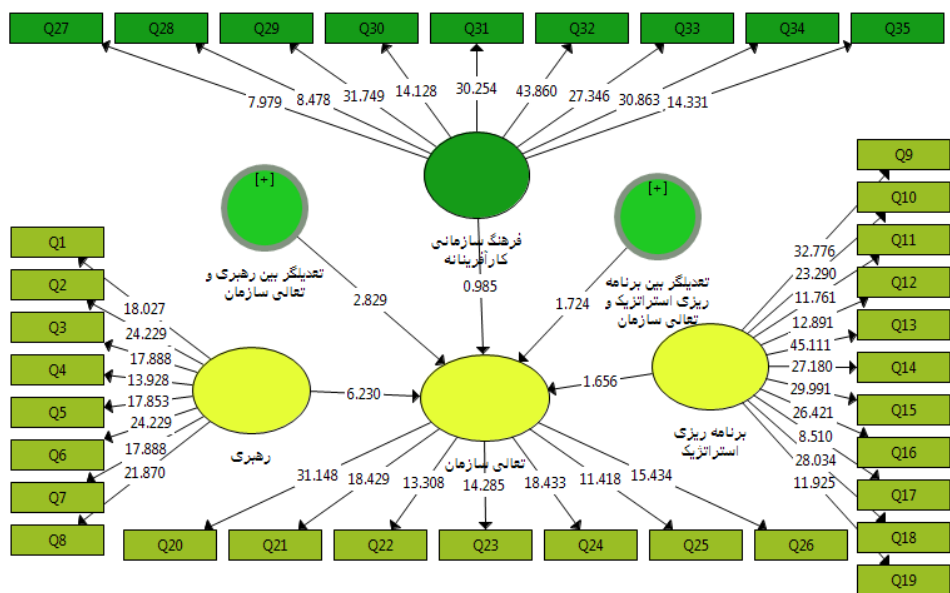 Q27 Q28 Q29 Q30 Q31 Q32 Q33 Q34 Q35
7.979 8.478 31.749 14.128 30.254 43.860 27.346 30.863 14.331
[+]
[+]
فرهنگ سازمانی
کارآفرینانه
تعدیلگر بین رهبری و
تعالی سازمان
تعدیلگر بین برنامه
ریزی استراتژیک و
تعالی سازمان
2.829
0.985
1.724
6.230
1.656
Q1
Q2
Q3
Q4
Q5
Q6
Q7
Q8
18.027
24.229
17.888
13.928
17.853
24.229
17.888
21.870
رهبری
تعالی سازمان
برنامه ریزی
استراتژیک
Q9
Q10
Q11
Q12
Q13
Q14
Q15
Q16
Q17
Q18
Q19
32.776
23.290
11.761
12.891
45.111
27.180
29.991
26.421
8.510
28.034
11.925
31.148 18.429 13.308 14.285 18.433 11.418 15.434
Q20 Q21 Q22 Q23 Q24 Q25 Q26